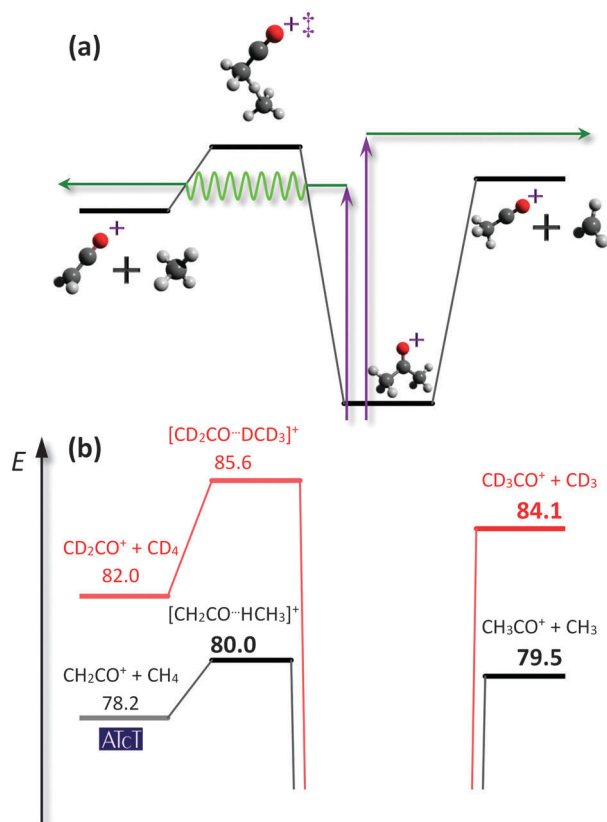 (a)
+‡
+
+
+
+
+
(b)
E
[CD₂CO···DCD₃]⁺
85.6
CD₃CO⁺ + CD₃
84.1
CD₂CO⁺ + CD₄
82.0
[CH₂CO···HCH₃]⁺
80.0
CH₃CO⁺ + CH₃
79.5
CH₂CO⁺ + CH₄
78.2
ATcT